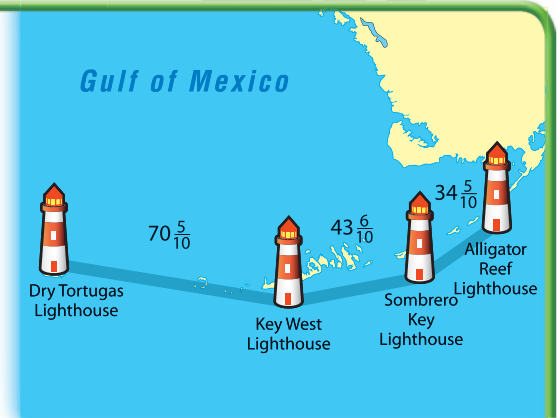 Gulf of Mexico
70 5/10
43 6/10
34 5/10
Dry Tortugas
Lighthouse
Key West
Lighthouse
Sombrero
Key
Lighthouse
Alligator
Reef
Lighthouse